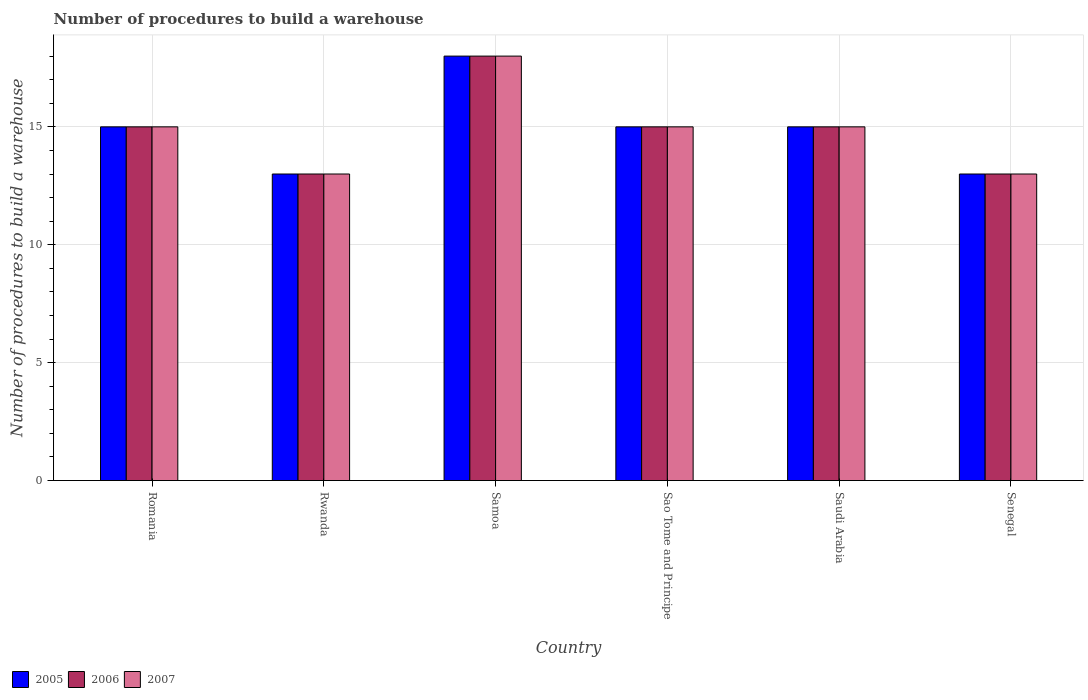 Number of procedures to build a warehouse
Number of procedures to build a warehouse
15
10
5
0
Romania
Rwanda
Samoa
Sao Tome and Principe
Saudi Arabia
Senegal
Country
2005
2006
2007